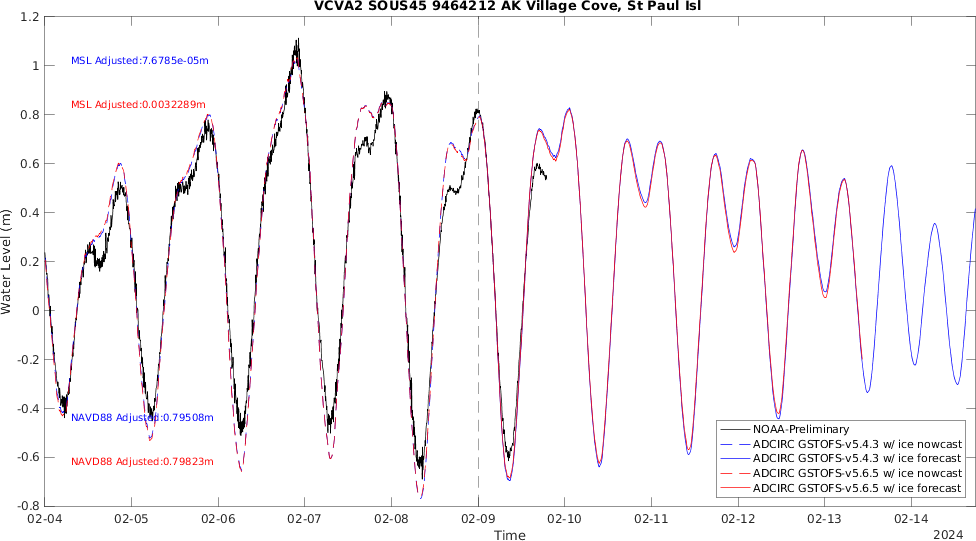 VCVA2 SOUS45 9464212 AK Village Cove, St Paul Isl
1.2
1
0.8
0.6
0.4
0.2
0
-0.2
-0.4
-0.6
-0.8
Water Level (m)
MSL Adjusted:7.6785e-05m
MSL Adjusted:0.0032289m
NAVD88 Adjusted:0.79508m
NAVD88 Adjusted:0.79823m
NOAA-Preliminary
ADCIRC GSTOFS-v5.4.3 w/ ice nowcast
ADCIRC GSTOFS-v5.4.3 w/ ice forecast
ADCIRC GSTOFS-v5.6.5 w/ ice nowcast
ADCIRC GSTOFS-v5.6.5 w/ ice forecast
02-04 02-05 02-06 02-07 02-08 02-09 02-10 02-11 02-12 02-13 02-14
Time
2024